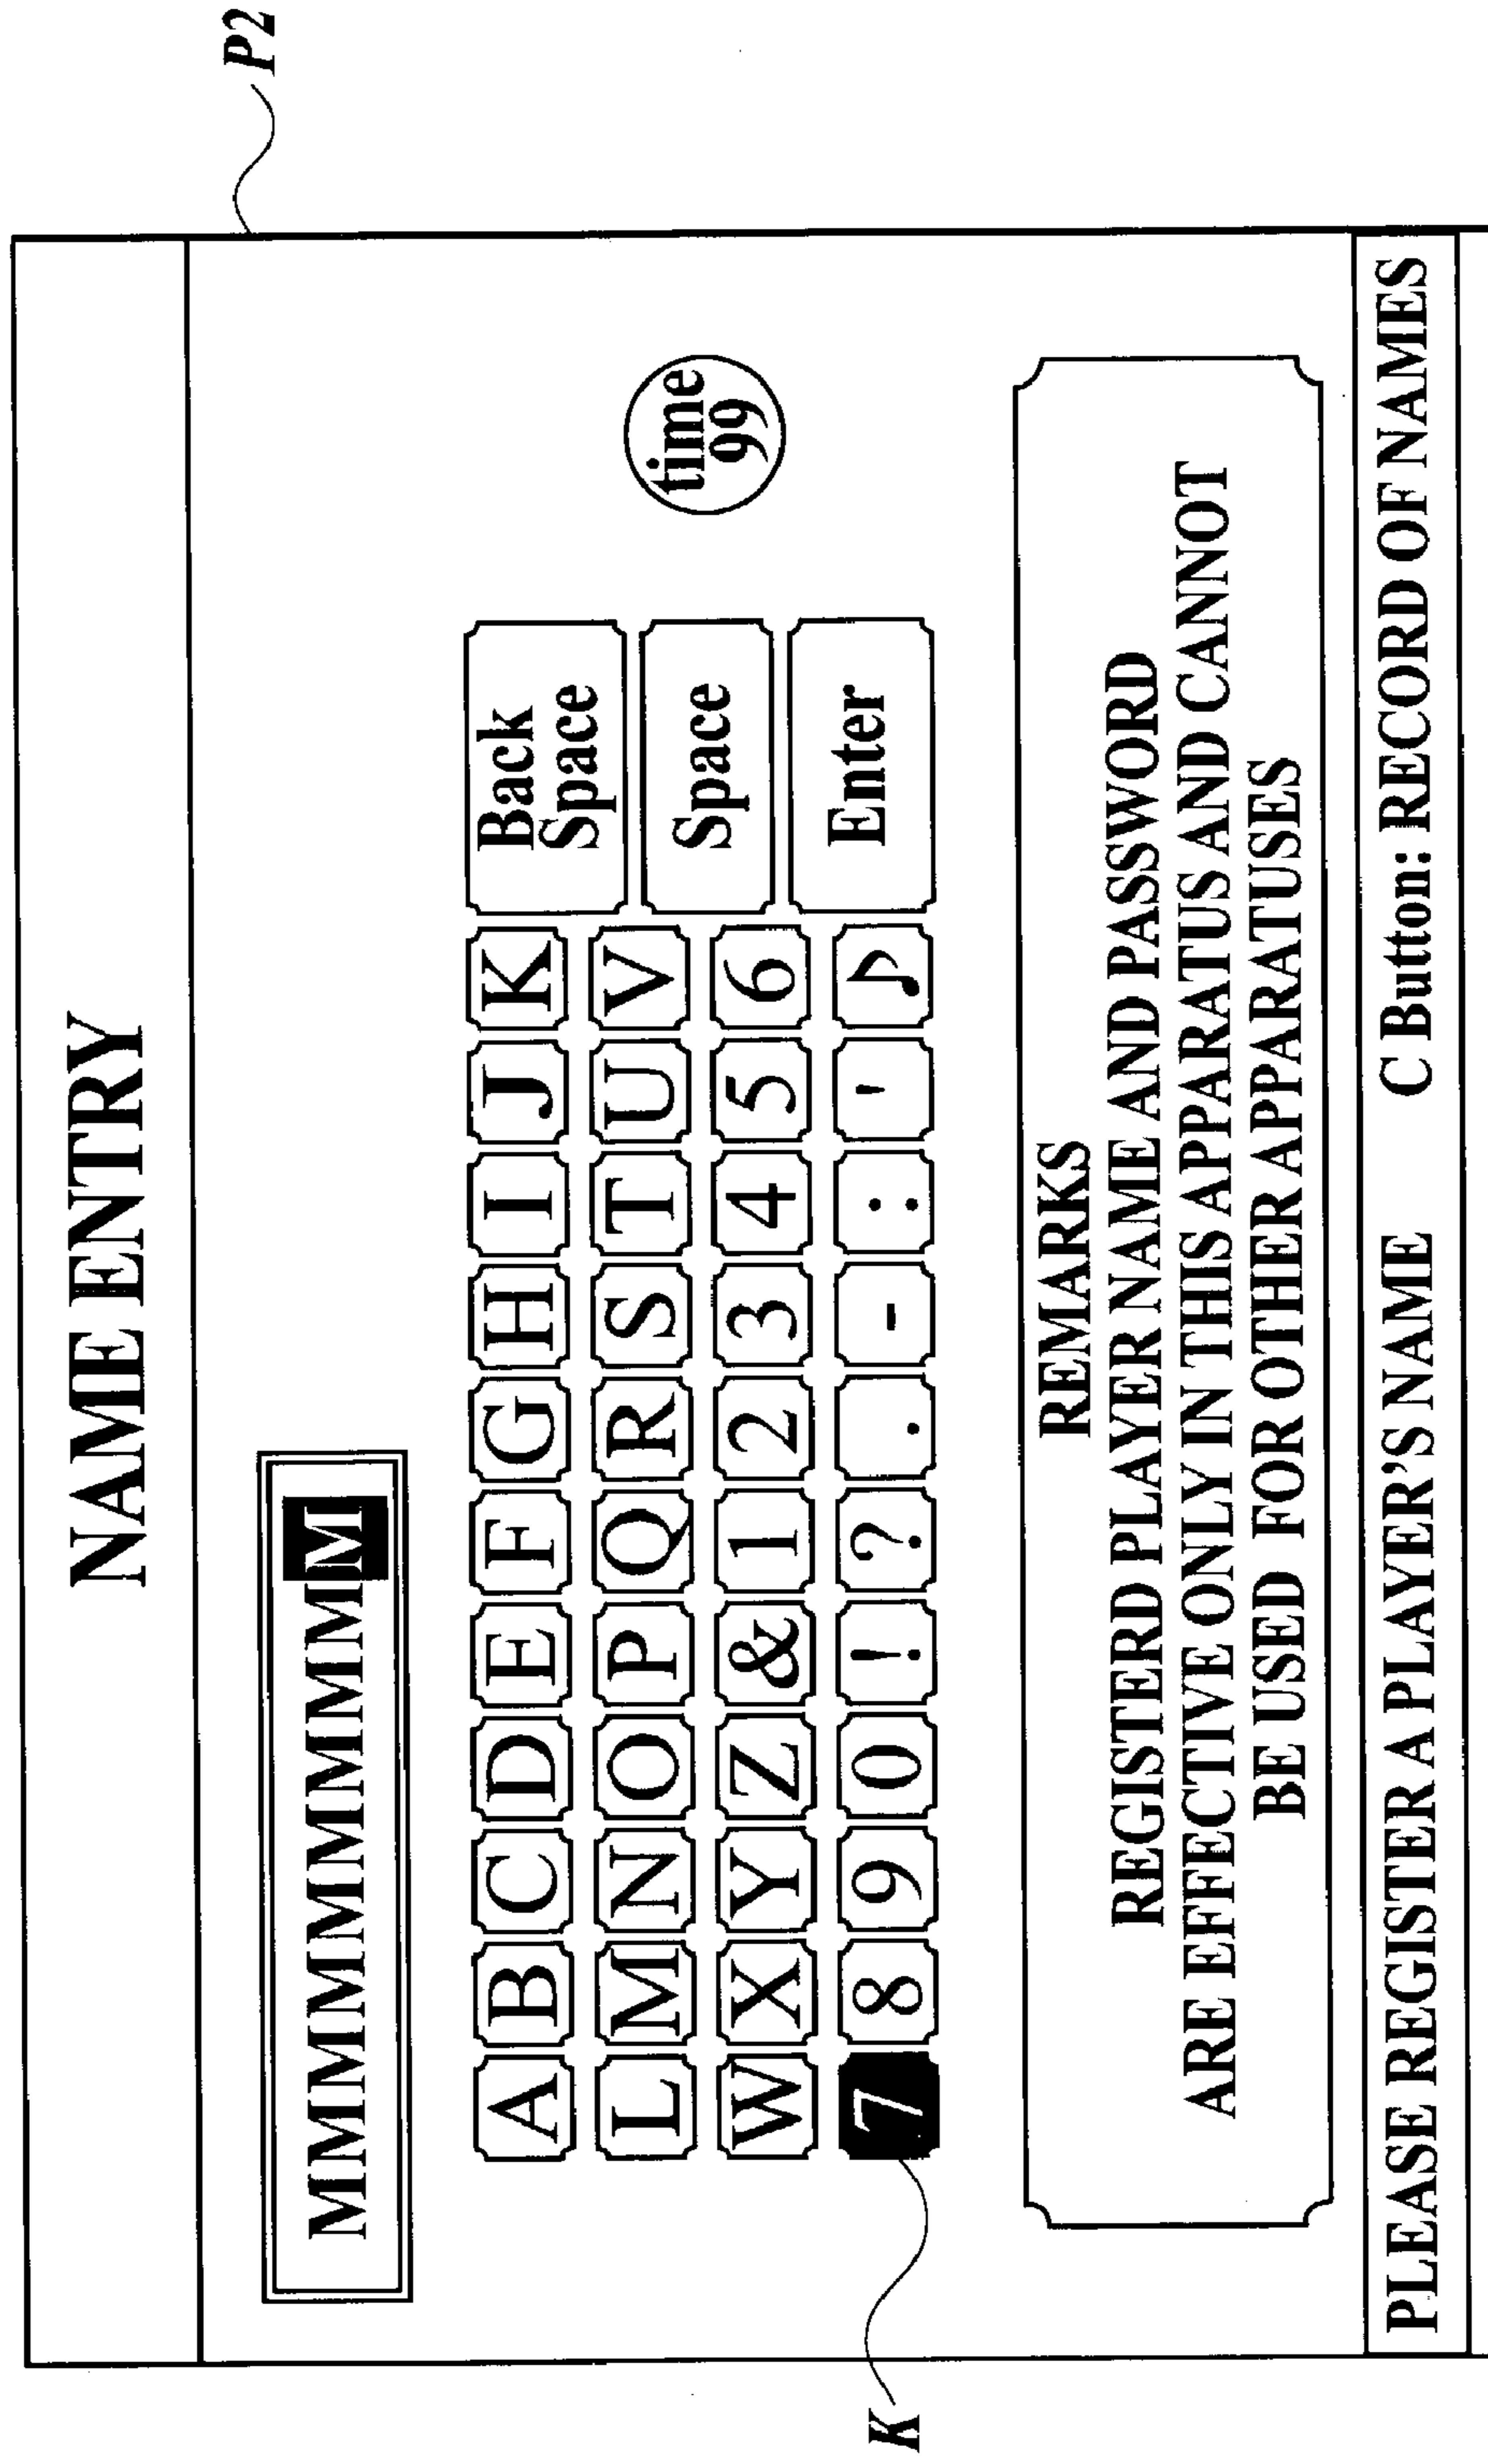 P2
NAME ENTRY
MMMMMMMMMM
A B C D E F G H I J K Back Space
L M N O P Q R S T U V Space
W X Y Z & 1 2 3 4 5 6 Enter
7 8 9 0 ! ? . - : ' ♪
time
99
K
REMARKS
REGISTERD PLAYER NAME AND PASSWORD
ARE EFFECTIVE ONLY IN THIS APPARATUS AND CANNOT
BE USED FOR OTHER APPARATUSES
PLEASE REGISTER A PLAYER'S NAME C Button: RECORD OF NAMES